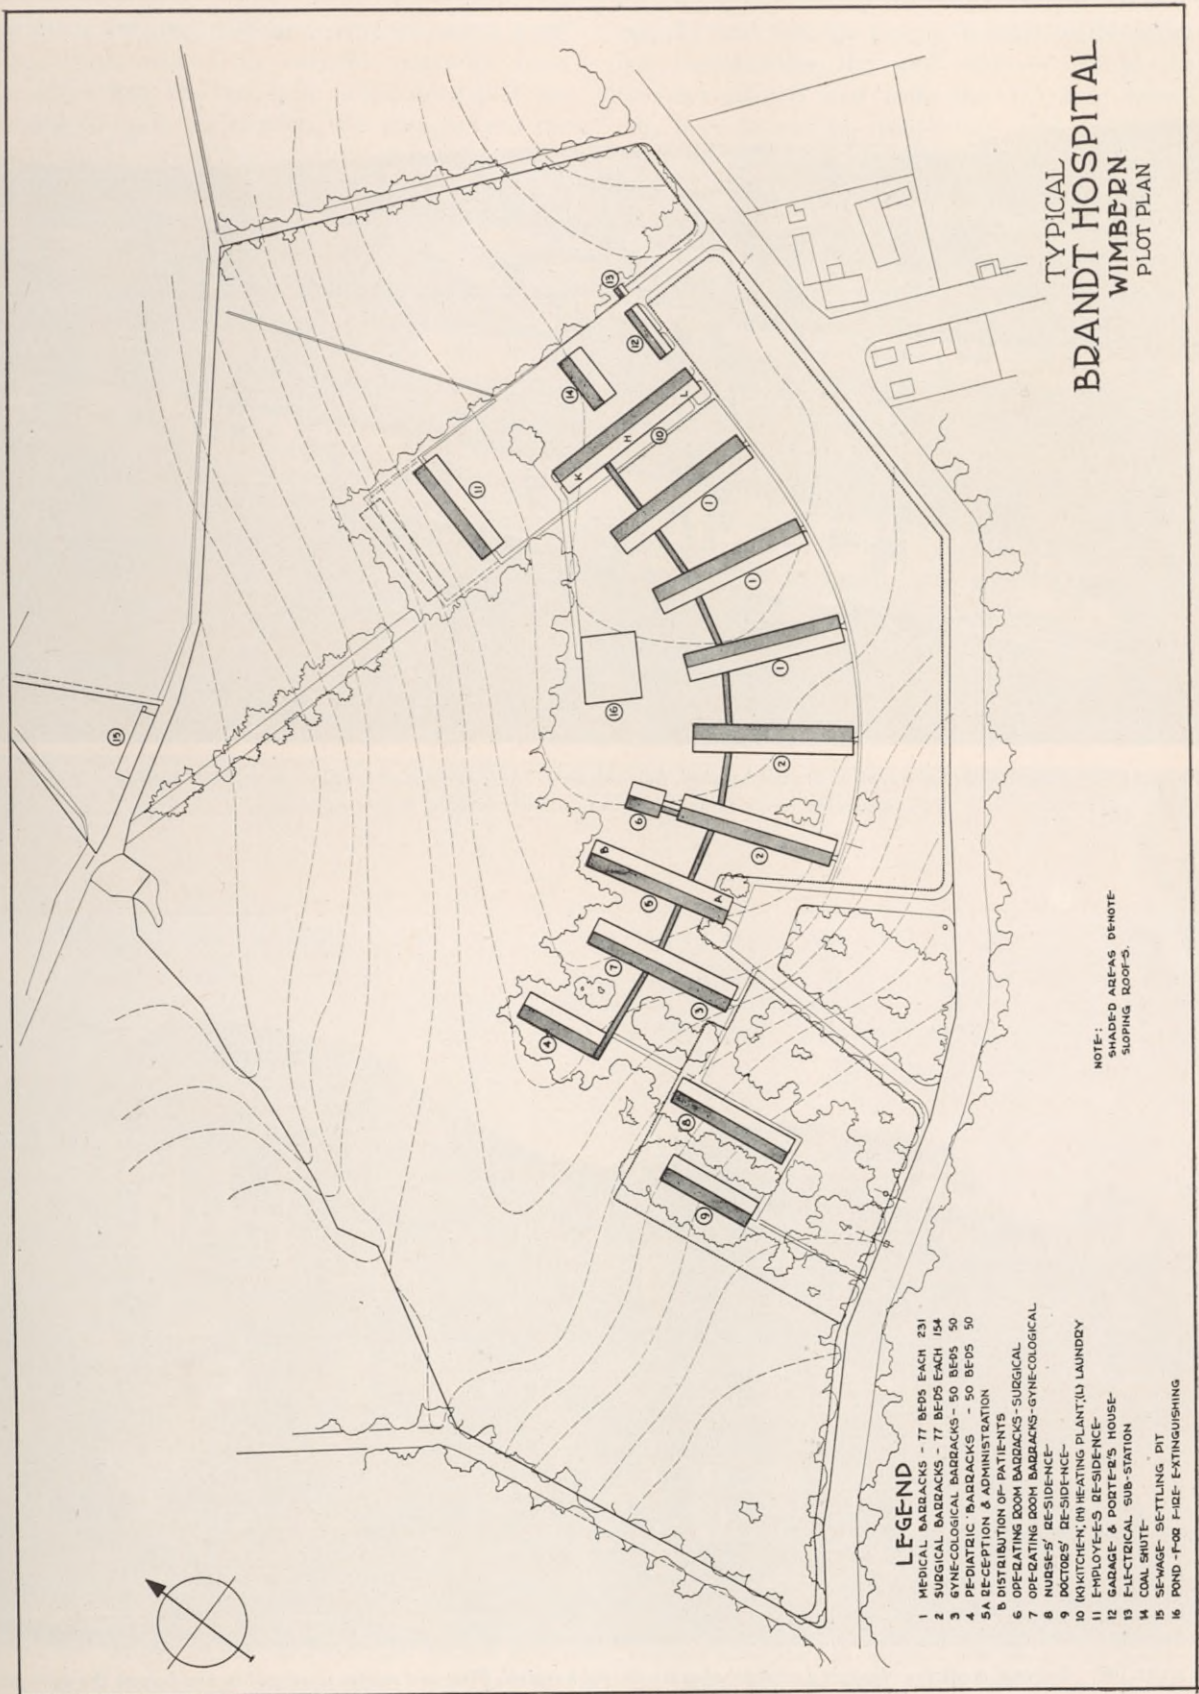 TYPICAL
BRANDT HOSPITAL
WIMBERN
PLOT PLAN
NOTE:
SHADED AREAS DENOTE
SLOPING ROOFS.
LEGEND
1 MEDICAL BARRACKS - 77 BEDS EACH 231
2 SURGICAL BARRACKS - 77 BEDS EACH 154
3 GYNECOLOGICAL BARRACKS - 50 BEDS 50
4 PEDIATRIC BARRACKS - 50 BEDS 50
5 A RECEPTION & ADMINISTRATION
B DISTRIBUTION OF PATIENTS
6 OPERATING ROOM BARRACKS - SURGICAL
7 OPERATING ROOM BARRACKS - GYNECOLOGICAL
8 NURSES' RESIDENCE
9 DOCTORS' RESIDENCE
10 (K) KITCHEN; (H) HEATING PLANT; (L) LAUNDRY
11 EMPLOYEES RESIDENCE
12 GARAGE & PORTER'S HOUSE
13 ELECTRICAL SUB-STATION
14 COAL SHUTE
15 SEWAGE SETTLING PIT
16 POND - FOR FIRE EXTINGUISHING
15
11
14
13
12
K
H
L
10
1
1
1
16
2
6
2
B
5
A
7
3
4
8
9